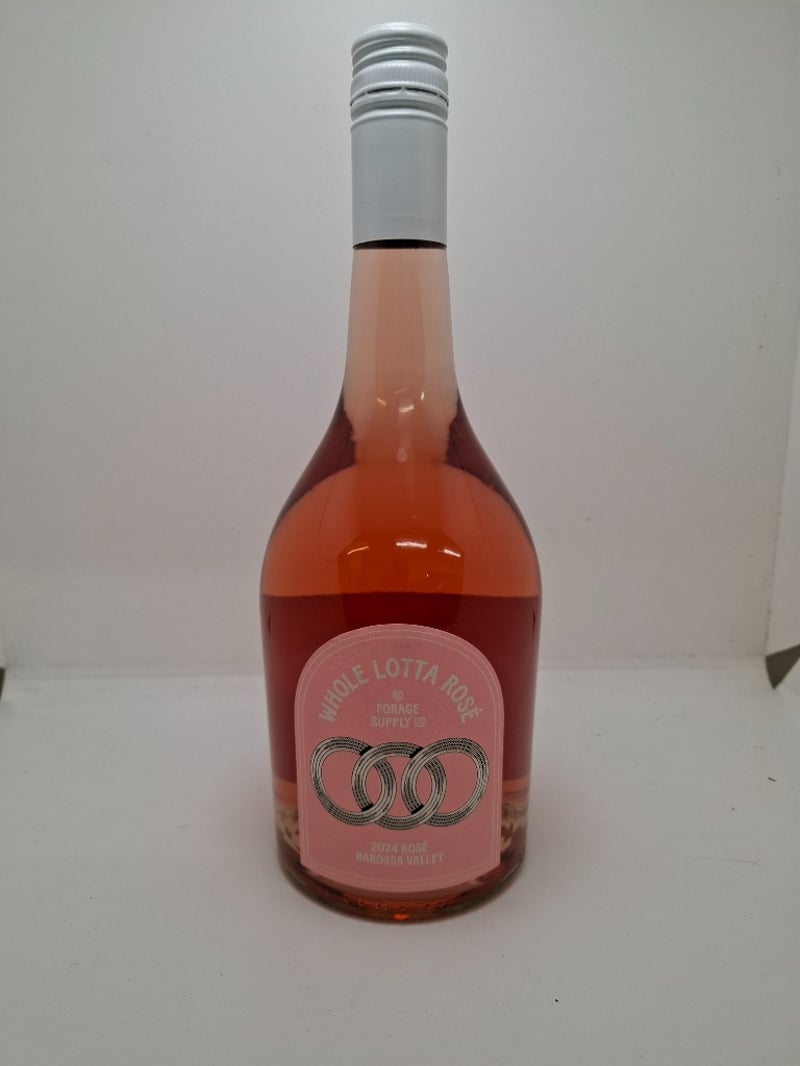 WHOLE LOTTA ROSÉ
FORAGE
SUPPLY CO
2024 ROSÉ
BAROSSA VALLEY